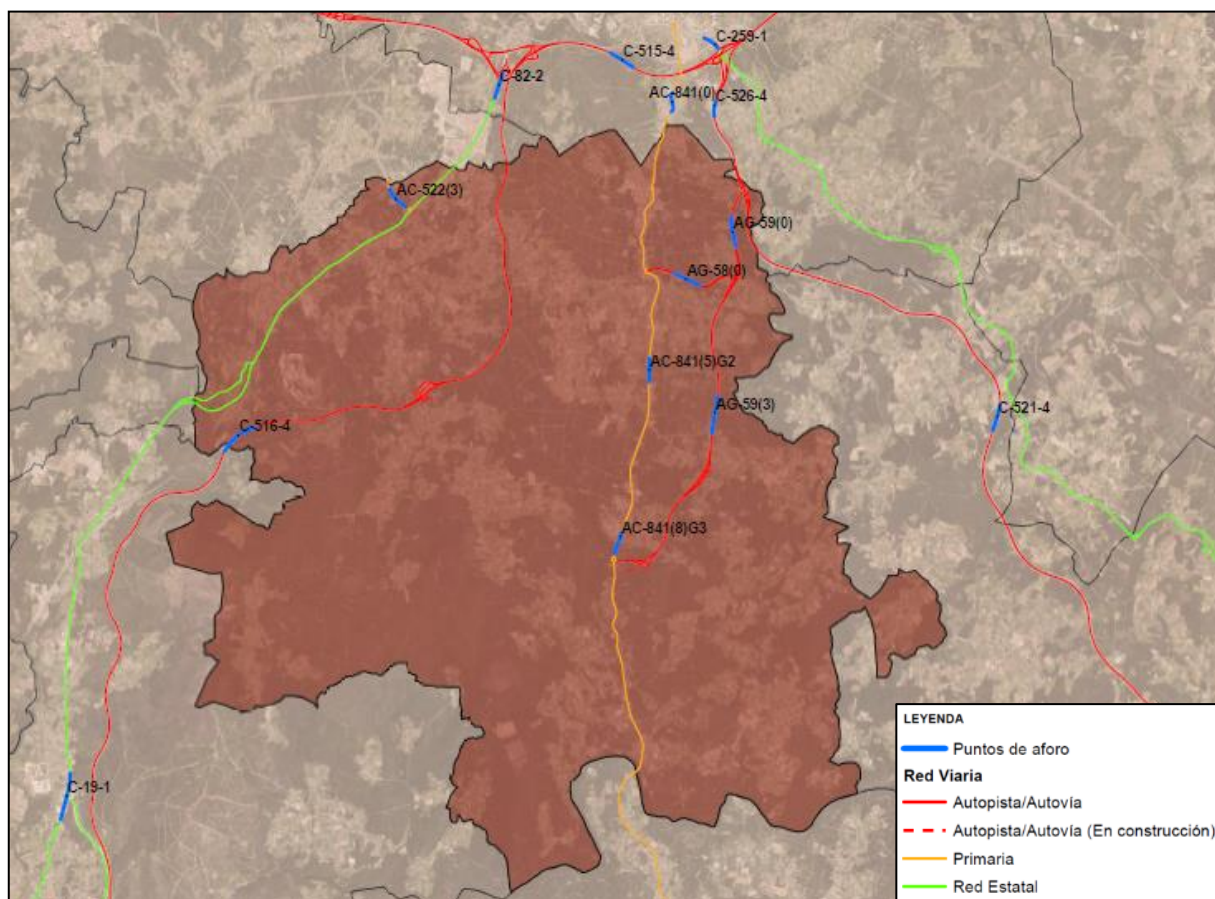 C-259-1
C-515-4
C-82-2
AC-841(0)
C-526-4
AC-522(3)
AG-59(0)
AG-58(0)
AC-841(5)G2
AG-59(3)
C-521-4
C-516-4
AC-841(8)G3
C-19-1
LEYENDA
Puntos de aforo
Red Viaria
Autopista/Autovía
Autopista/Autovía (En construcción)
Primaria
Red Estatal